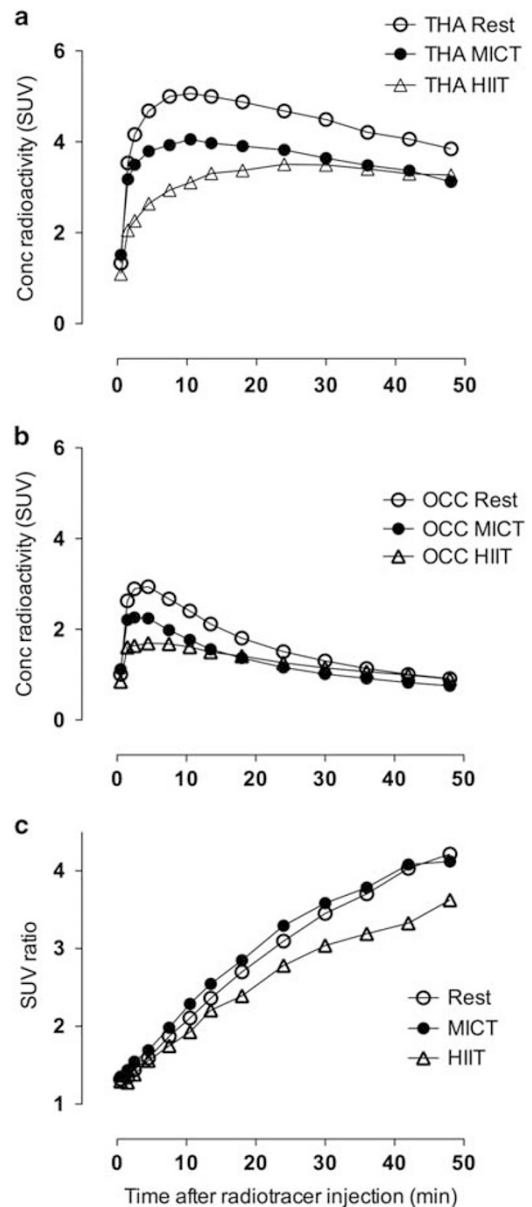 a
THA Rest
THA MICT
THA HIIT
Conc radioactivity (SUV)
6
4
2
0
0 10 20 30 40 50
b
OCC Rest
OCC MICT
OCC HIIT
Conc radioactivity (SUV)
6
4
2
0
0 10 20 30 40 50
c
SUV ratio
4
3
2
1
Rest
MICT
HIIT
0 10 20 30 40 50
Time after radiotracer injection (min)